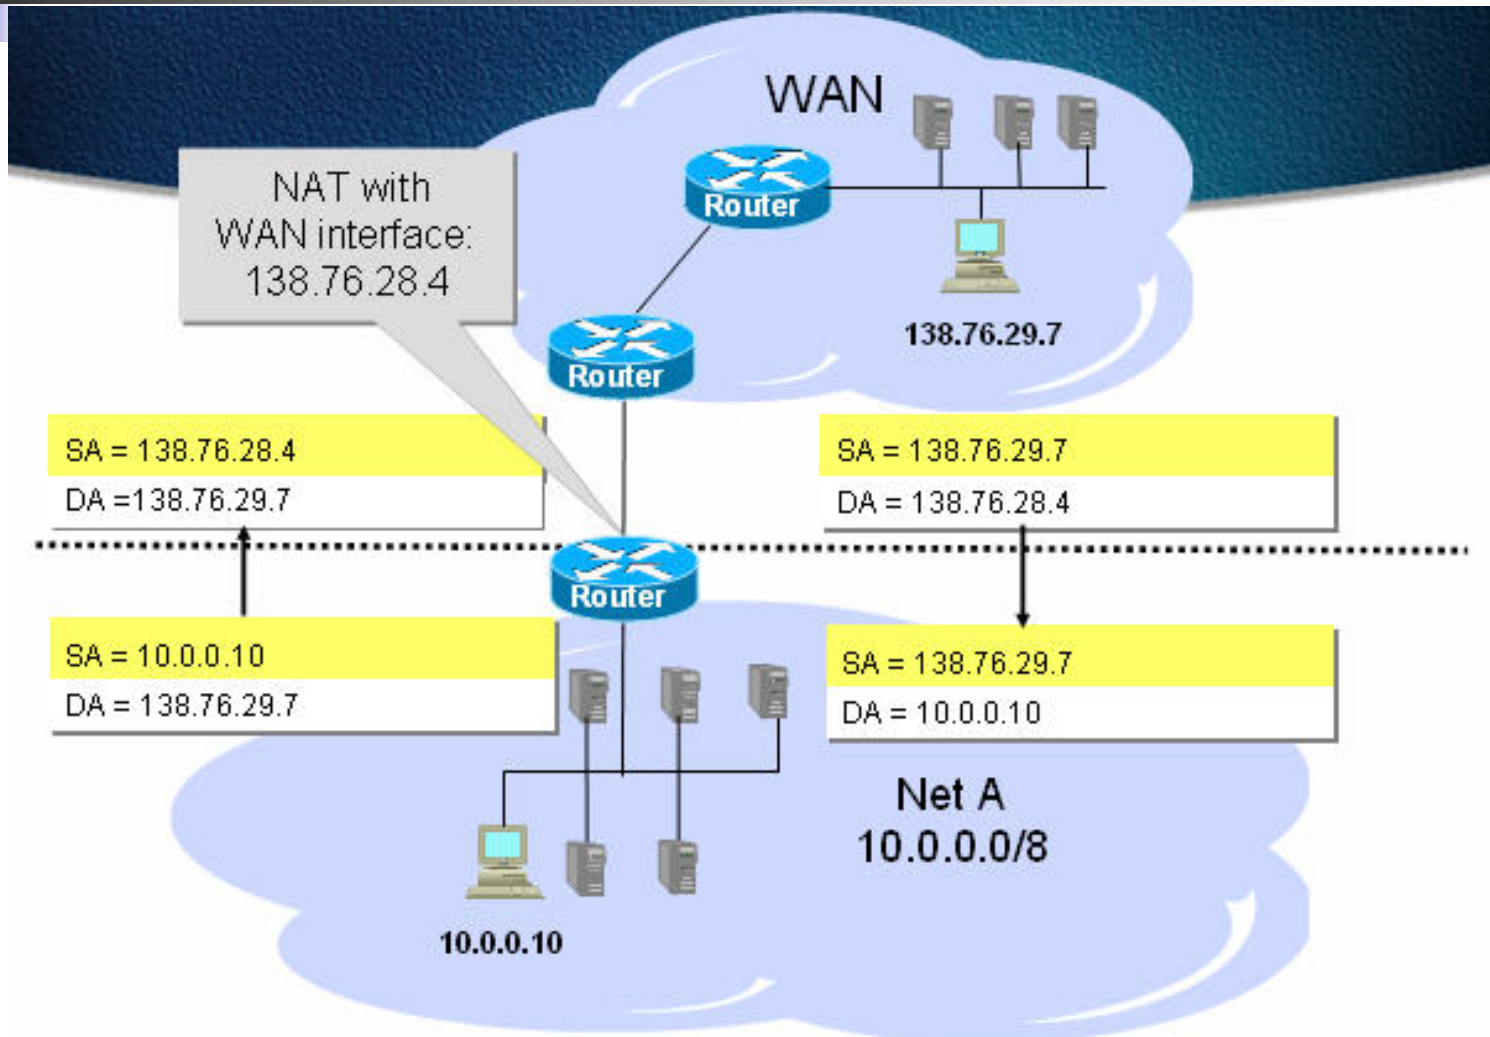 WAN
NAT with
WAN interface:
138.76.28.4
Router
138.76.29.7
Router
SA = 138.76.28.4
DA =138.76.29.7
SA = 138.76.29.7
DA = 138.76.28.4
Router
SA = 10.0.0.10
DA = 138.76.29.7
SA = 138.76.29.7
DA = 10.0.0.10
Net A
10.0.0.0/8
10.0.0.10